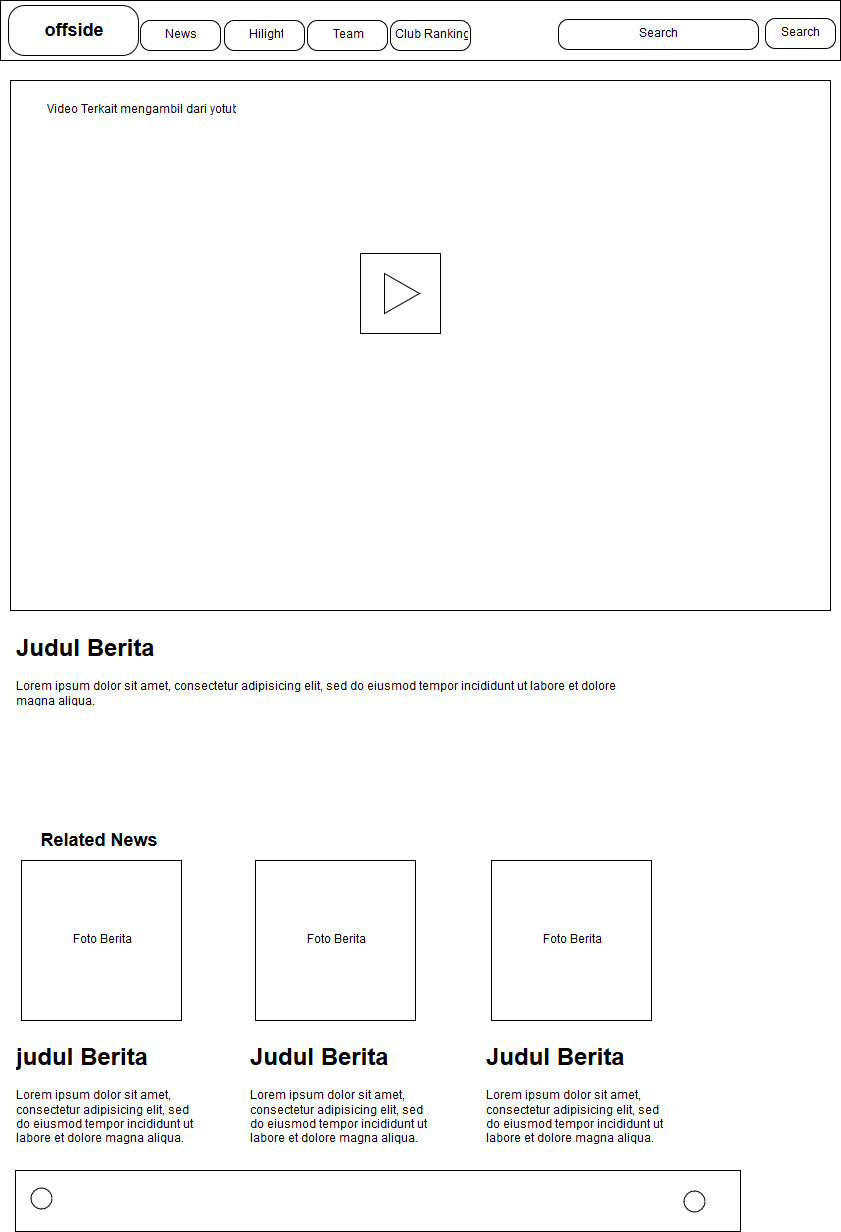 offside
News
Hilight
Team
Club Ranking
Search
Search
Video Terkait mengambil dari yotub
Judul Berita
Lorem ipsum dolor sit amet, consectetur adipisicing elit, sed do eiusmod tempor incididunt ut labore et dolore
magna aliqua.
Related News
Foto Berita
Foto Berita
Foto Berita
judul Berita
Lorem ipsum dolor sit amet,
consectetur adipisicing elit, sed
do eiusmod tempor incididunt ut
labore et dolore magna aliqua.
Judul Berita
Lorem ipsum dolor sit amet,
consectetur adipisicing elit, sed
do eiusmod tempor incididunt ut
labore et dolore magna aliqua.
Judul Berita
Lorem ipsum dolor sit amet,
consectetur adipisicing elit, sed
do eiusmod tempor incididunt ut
labore et dolore magna aliqua.